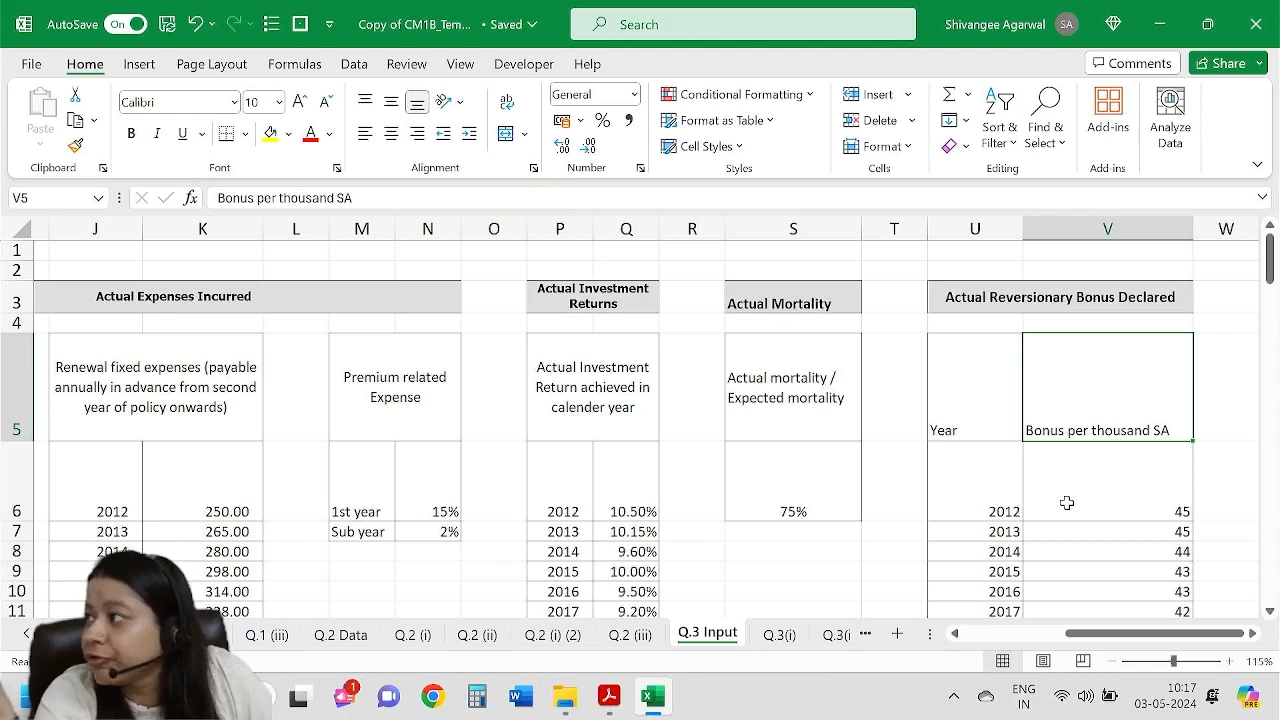 AutoSave On Copy of CM1B_Tem... • Saved Search Shivangee Agarwal SA
File Home Insert Page Layout Formulas Data Review View Developer Help Comments Share
Paste Calibri 10 General Conditional Formatting Format as Table Cell Styles Insert Delete Format Sort & Filter Find & Select Add-ins Analyze Data
Clipboard Font Alignment Number Styles Cells Editing Add-ins
V5 fx Bonus per thousand SA
J K L M N O P Q R S T U V W
1
2
3 Actual Expenses Incurred Actual Investment Returns Actual Mortality Actual Reversionary Bonus Declared
4
Renewal fixed expenses (payable annually in advance from second year of policy onwards) Premium related Expense Actual Investment Return achieved in calender year Actual mortality / Expected mortality
5 Year Bonus per thousand SA
6 2012 250.00 1st year 15% 2012 10.50% 75% 2012 45
7 2013 265.00 Sub year 2% 2013 10.15% 2013 45
8 2014 280.00 2014 9.60% 2014 44
9 298.00 2015 10.00% 2015 43
10 314.00 2016 9.50% 2016 43
11 2017 9.20% 2017 42
Q.1 (iii) Q.2 Data Q.2 (i) Q.2 (ii) Q.2 (i) (2) Q.2 (iii) Q.3 Input Q.3(i) Q.3(i
115%
1 ENG IN 10:17 03-05-2024 PRE